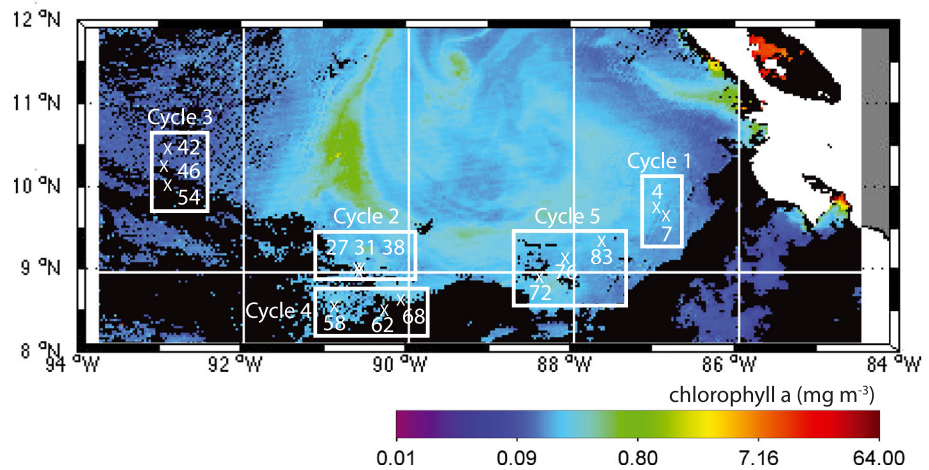 12 °N
11 °N
10 °N
9 °N
8 °N
94 °W
92 °W
90 °W
88 °W
86 °W
84 °W
Cycle 3
42
46
54
Cycle 2
27 31 38
Cycle 4
58
62
68
Cycle 5
72
76
83
Cycle 1
4
7
chlorophyll a (mg m⁻³)
0.01 0.09 0.80 7.16 64.00